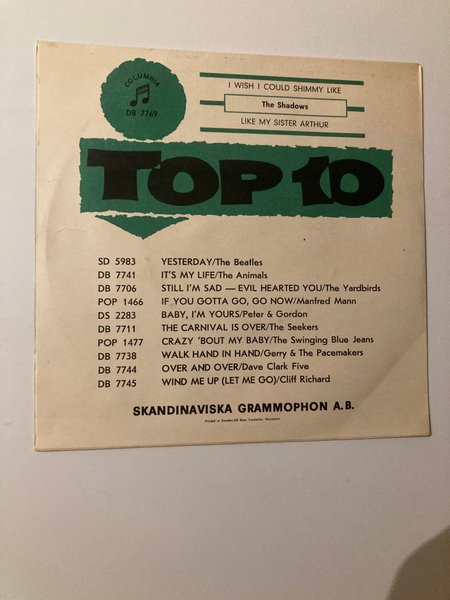 COLUMBIA
DB 7769
I WISH I COULD SHIMMY LIKE
The Shadows
LIKE MY SISTER ARTHUR
TOP 10
SD 5983 YESTERDAY/The Beatles
DB 7741 IT'S MY LIFE/The Animals
DB 7706 STILL I'M SAD — EVIL HEARTED YOU/The Yardbirds
POP 1466 IF YOU GOTTA GO, GO NOW/Manfred Mann
DS 2283 BABY, I'M YOURS/Peter & Gordon
DB 7711 THE CARNIVAL IS OVER/The Seekers
POP 1477 CRAZY 'BOUT MY BABY/The Swinging Blue Jeans
DB 7738 WALK HAND IN HAND/Gerry & The Pacemakers
DB 7744 OVER AND OVER/Dave Clark Five
DB 7745 WIND ME UP (LET ME GO)/Cliff Richard
SKANDINAVISKA GRAMMOPHON A.B.
Printed in Sweden